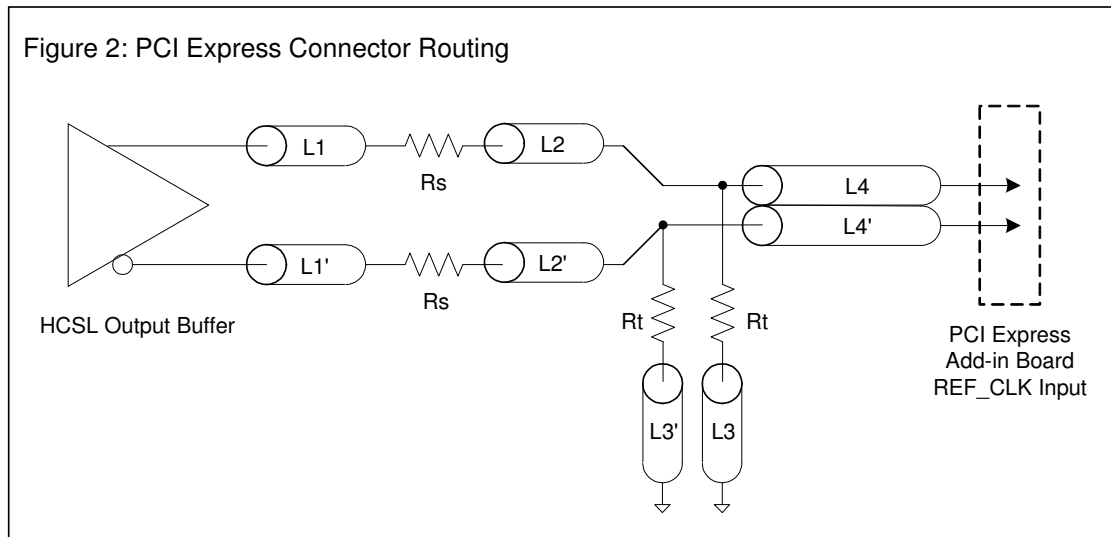 Figure 2: PCI Express Connector Routing
L1
Rs
L2
L4
L4'
L1'
Rs
L2'
HCSL Output Buffer
Rt
Rt
L3'
L3
PCI Express
Add-in Board
REF_CLK Input